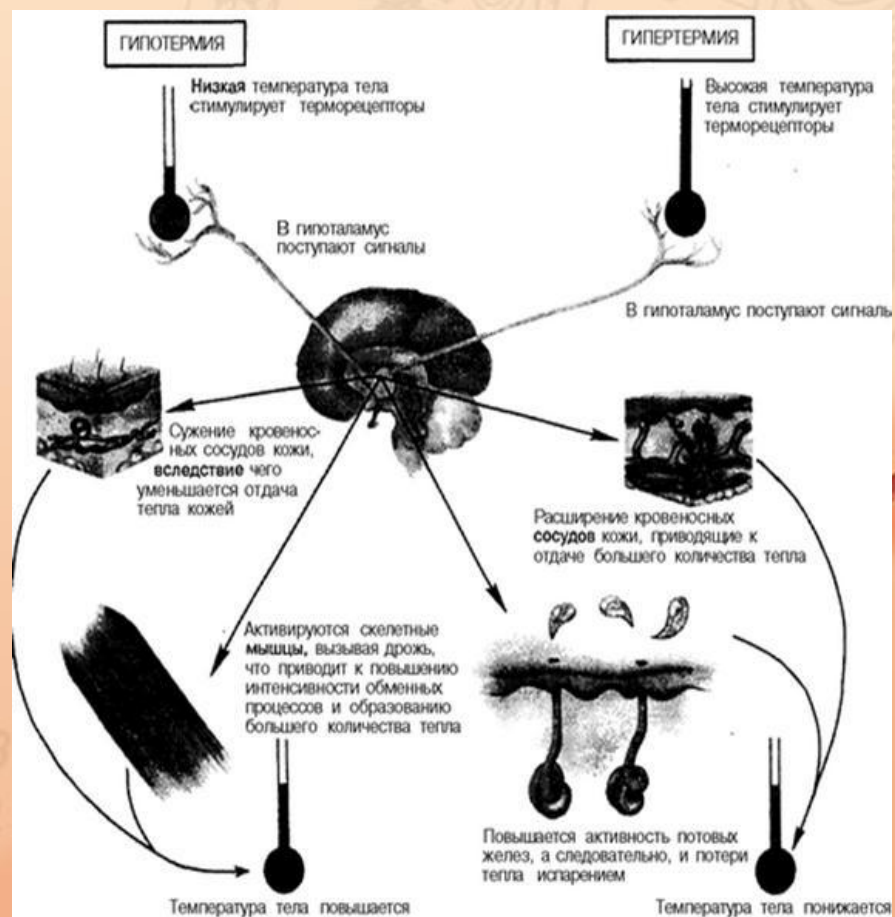 ГИПОТЕРМИЯ
Низкая температура тела
стимулирует терморецепторы
ГИПЕРТЕРМИЯ
Высокая температура
тела стимулирует
терморецепторы
В гипоталамус
поступают сигналы
В гипоталамус поступают сигналь
Сужение кровенос-
ных сосудов кожи,
вследствие чего
уменьшается отдача
тепла кожей
Расширение кровеносных
сосудов кожи, приводящие к
отдаче большего количества тепла
Активируются скелетные
мышцы, вызывая дрожь,
что приводит к повышению
интенсивности обменных
процессов и образованию
большего количества тепла
Повышается активность потовых
желез, а следовательно, и потери
тепла испарением
Температура тела повышается
Температура тела понижается